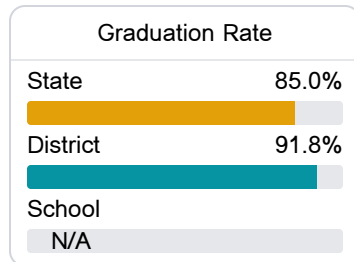 Graduation Rate
State 85.0%
District 91.8%
School
N/A